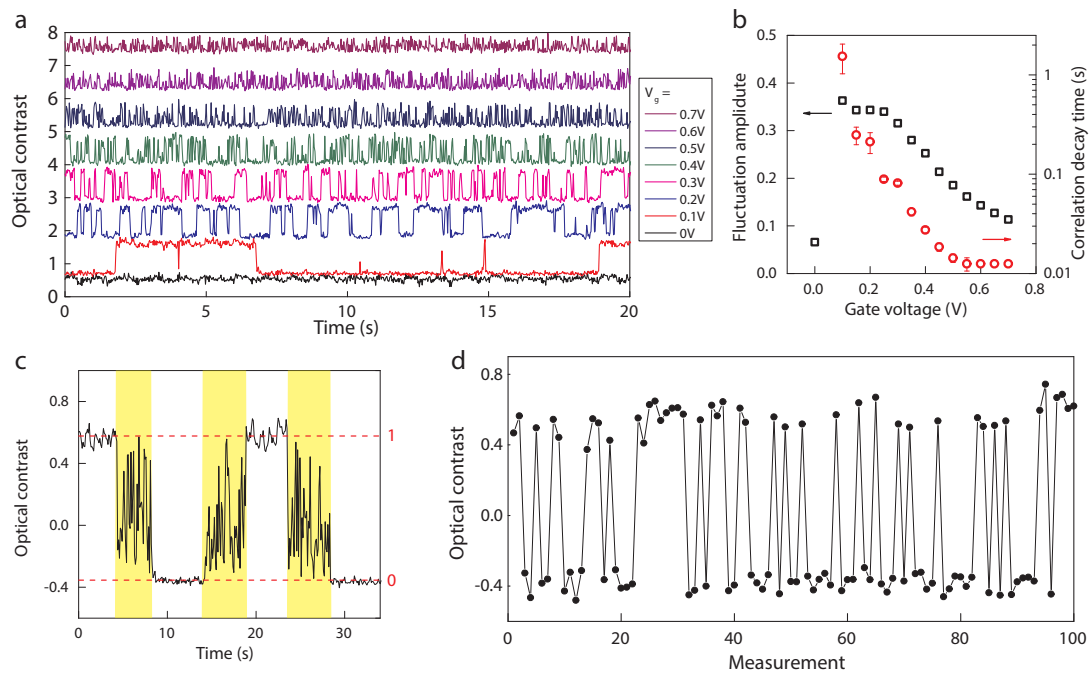 a
Optical contrast
8
7
6
5
4
3
2
1
0
0 5 10 15 20
Time (s)
V_g =
0.7V
0.6V
0.5V
0.4V
0.3V
0.2V
0.1V
0V
b
Fluctuation amplidute
0.5
0.4
0.3
0.2
0.1
0.0
0.0 0.2 0.4 0.6 0.8
Gate voltage (V)
1
0.1
0.01
Correlation decay time (s)
c
Optical contrast
0.8
0.4
0.0
-0.4
1
0
0 10 20 30
Time (s)
d
Optical contrast
0.8
0.4
0.0
-0.4
0 20 40 60 80 100
Measurement